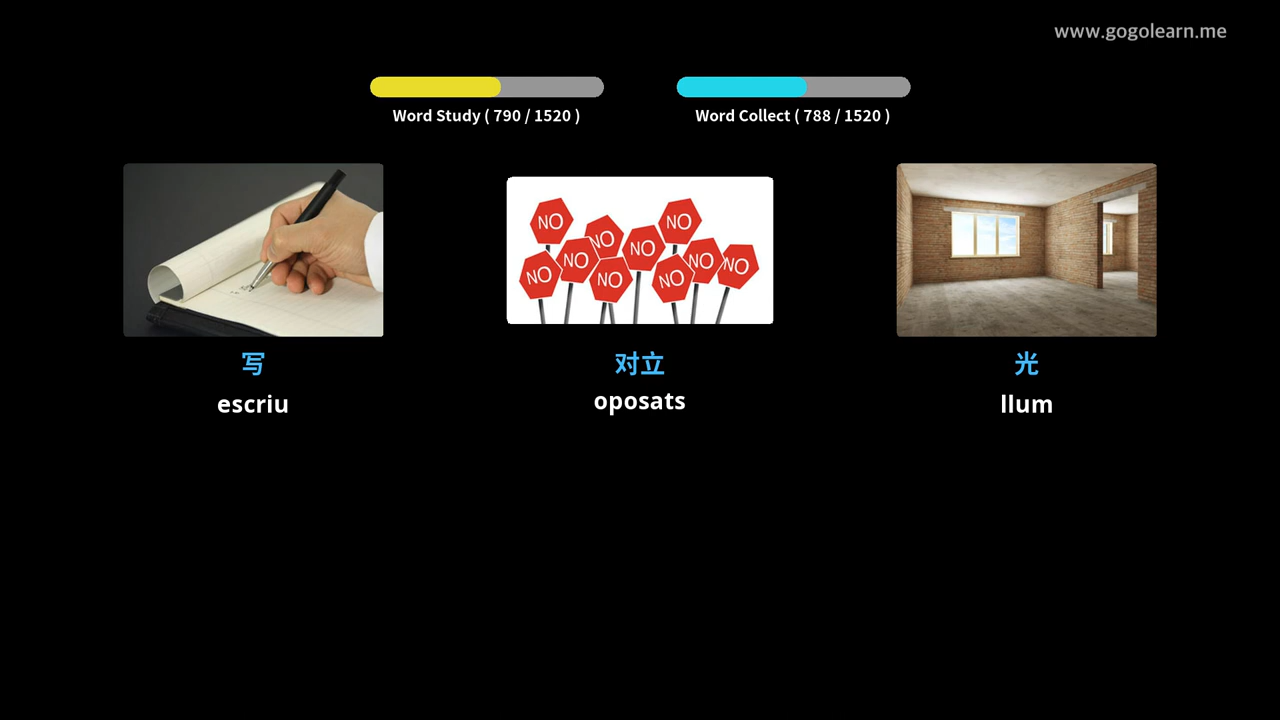 www.gogolearn.me
Word Study ( 790 / 1520 )
Word Collect ( 788 / 1520 )
NO
NO
NO
NO
NO
NO
NO
NO
NO
NO
写
对立
光
escriu
oposats
llum